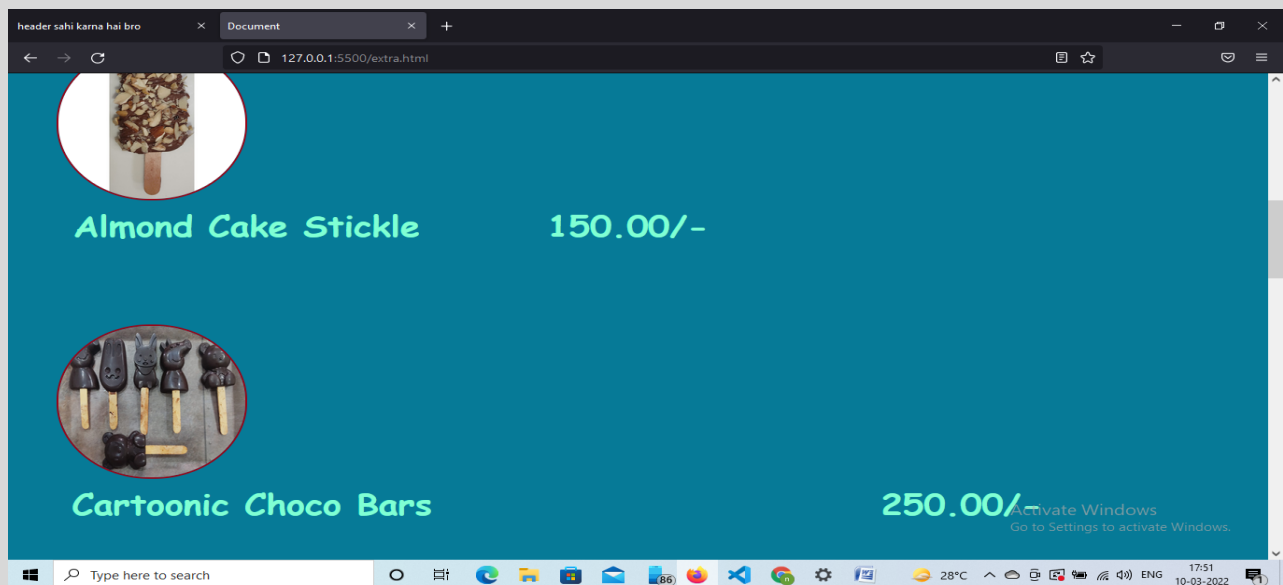 header sahi karna hai bro
Document
127.0.0.1:5500/extra.html
Almond Cake Stickle 150.00/-
Cartoonic Choco Bars 250.00/-
Activate Windows
Go to Settings to activate Windows.
Type here to search
86
28°C
ENG
17:51
10-03-2022